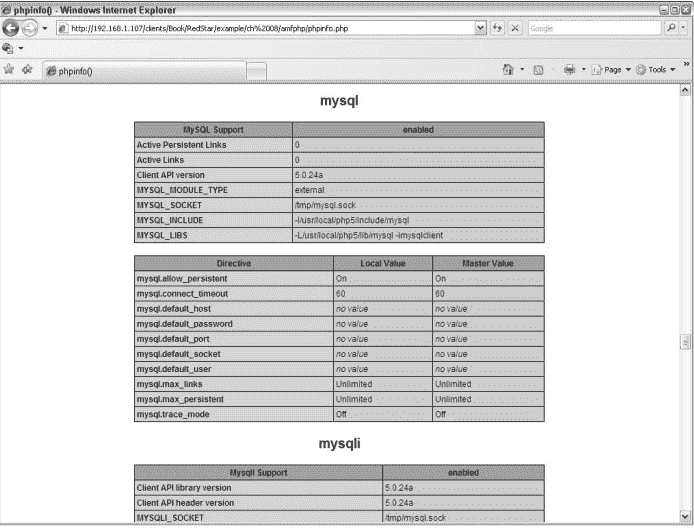 phpinfo() - Windows Internet Explorer
http://192.168.1.107/clients/Book/RedStar/example/ch%2008/amfphp/phpinfo.php
Google
phpinfo()
Page
Tools
mysql
MySQL Support enabled
Active Persistent Links 0
Active Links 0
Client API version 5.0.24a
MYSQL_MODULE_TYPE external
MYSQL_SOCKET /tmp/mysql.sock
MYSQL_INCLUDE -I/usr/local/php5/include/mysql
MYSQL_LIBS -L/usr/local/php5/lib/mysql -lmysqlclient
Directive Local Value Master Value
mysql.allow_persistent On On
mysql.connect_timeout 60 60
mysql.default_host no value no value
mysql.default_password no value no value
mysql.default_port no value no value
mysql.default_socket no value no value
mysql.default_user no value no value
mysql.max_links Unlimited Unlimited
mysql.max_persistent Unlimited Unlimited
mysql.trace_mode Off Off
mysqli
MysqlI Support enabled
Client API library version 5.0.24a
Client API header version 5.0.24a
MYSQLI_SOCKET /tmp/mysql.sock